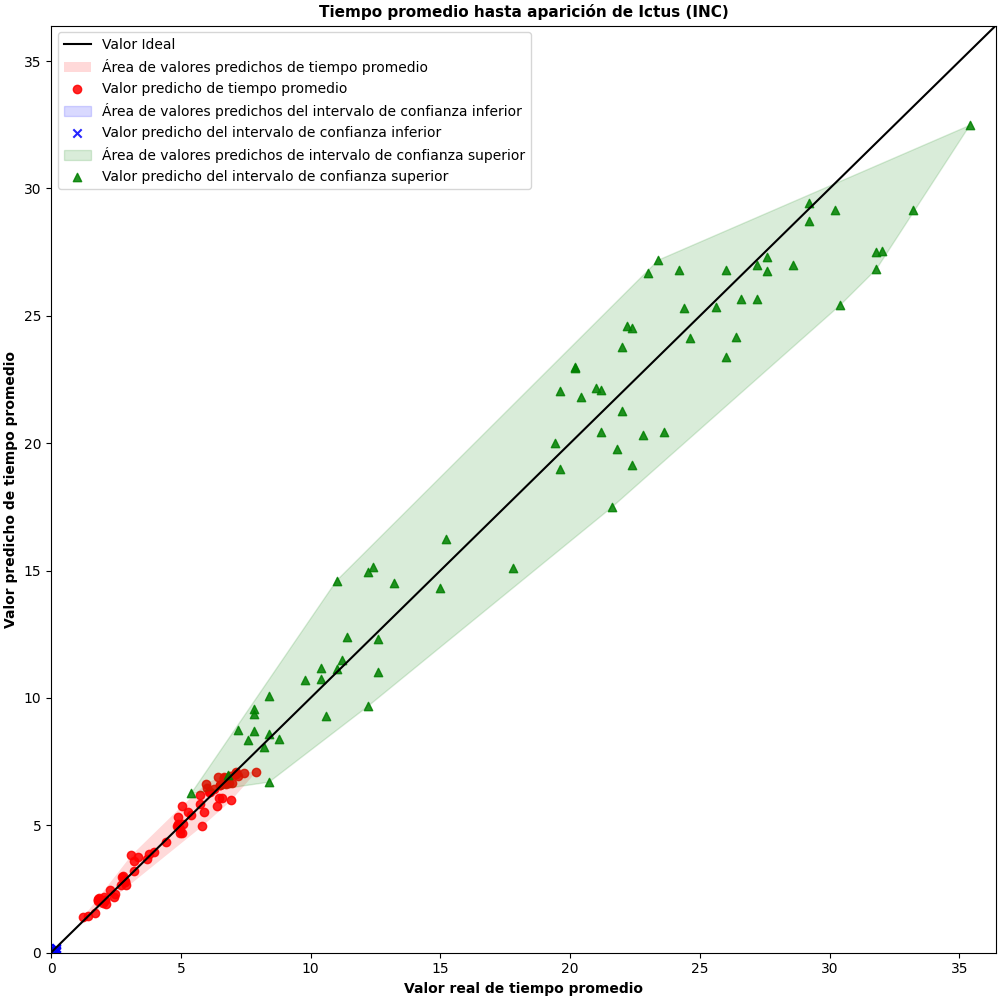 Tiempo promedio hasta aparición de Ictus (INC)
Valor Ideal
Área de valores predichos de tiempo promedio
Valor predicho de tiempo promedio
Área de valores predichos del intervalo de confianza inferior
Valor predicho del intervalo de confianza inferior
Área de valores predichos de intervalo de confianza superior
Valor predicho del intervalo de confianza superior
Valor predicho de tiempo promedio
35
30
25
20
15
10
5
0
0 5 10 15 20 25 30 35
Valor real de tiempo promedio